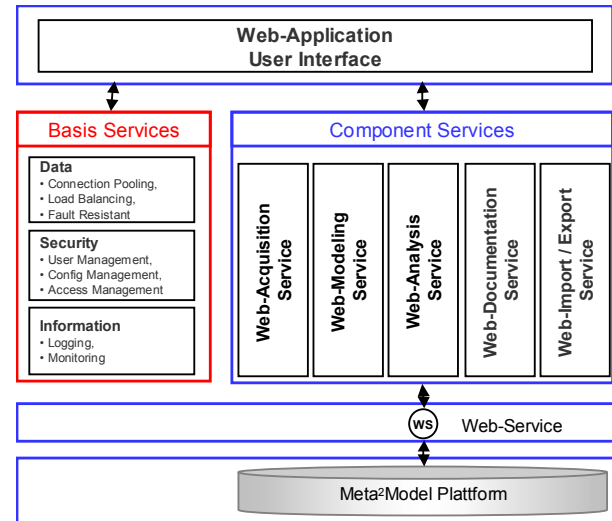 Web-Application
User Interface
Basis Services
Data
• Connection Pooling,
• Load Balancing,
• Fault Resistant
Security
• User Management,
• Config Management,
• Access Management
Information
• Logging,
• Monitoring
Component Services
Web-Acquisition
Service
Web-Modeling
Service
Web-Analysis
Service
Web-Documentation
Service
Web-Import / Export
Service
WS
Web-Service
Meta²Model Plattform